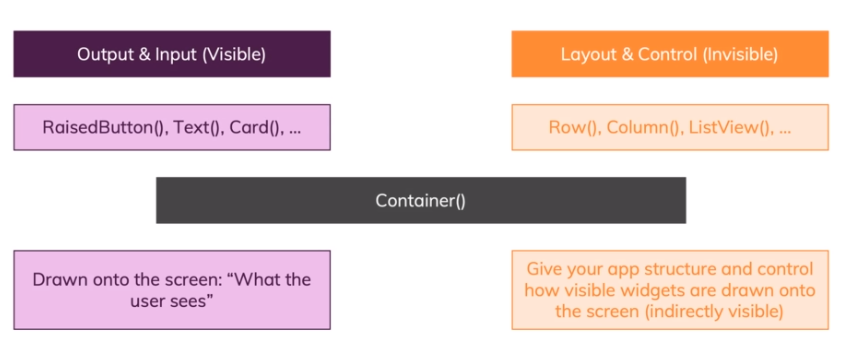 Output & Input (Visible)
Layout & Control (Invisible)
RaisedButton(), Text(), Card(), ...
Row(), Column(), ListView(), ...
Container()
Drawn onto the screen: “What the
user sees”
Give your app structure and control
how visible widgets are drawn onto
the screen (indirectly visible)